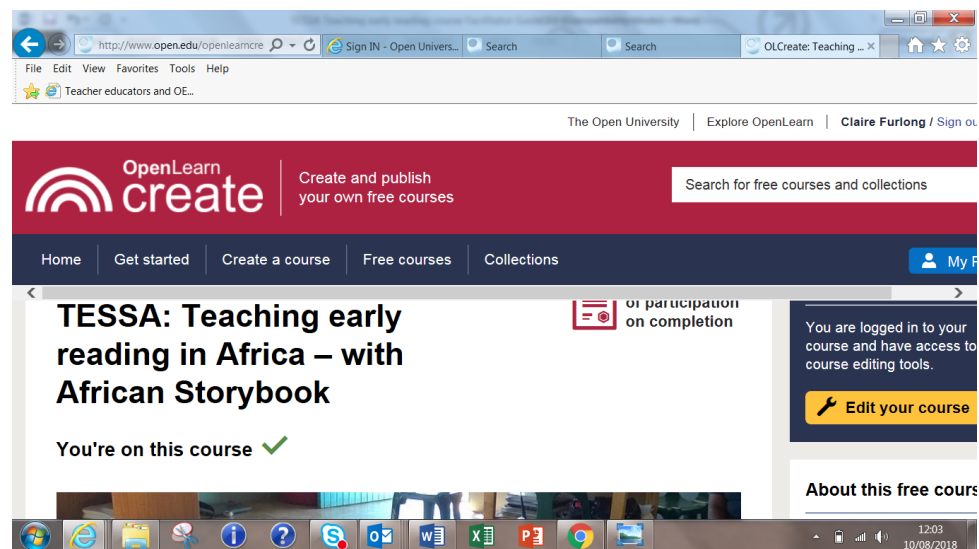 http://www.open.edu/openlearncre
Sign IN - Open Univers...
Search
Search
OLCreate: Teaching ...
File Edit View Favorites Tools Help
Teacher educators and OE...
The Open University
Explore OpenLearn
Claire Furlong / Sign ou
OpenLearn
create
Create and publish
your own free courses
Search for free courses and collections
Home
Get started
Create a course
Free courses
Collections
My P
TESSA: Teaching early
reading in Africa – with
African Storybook
of participation
on completion
You're on this course
You are logged in to your
course and have access to
course editing tools.
Edit your course
About this free cours
12:03
10/08/2018